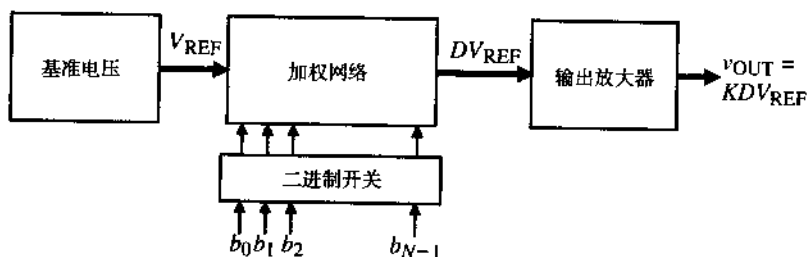 基准电压
V_REF
加权网络
DV_REF
输出放大器
v_OUT =
KDV_REF
二进制开关
b_0 b_1 b_2 b_{N-1}